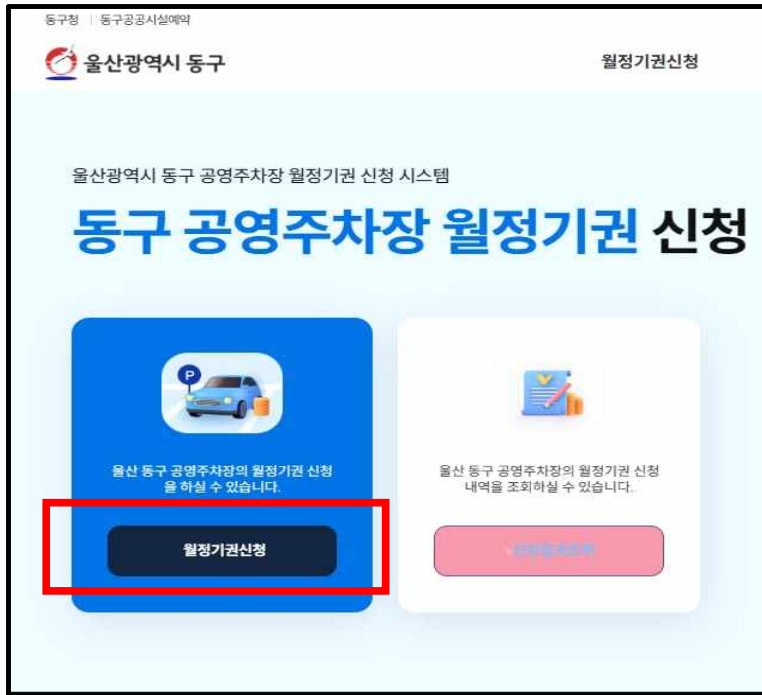 동구청 | 동구공공시설예약
울산광역시 동구
월정기권신청
울산광역시 동구 공영주차장 월정기권 신청 시스템
동구 공영주차장 월정기권 신청
P
울산 동구 공영주차장의 월정기권 신청
을 하실 수 있습니다.
월정기권신청
울산 동구 공영주차장의 월정기권 신청
내역을 조회하실 수 있습니다.